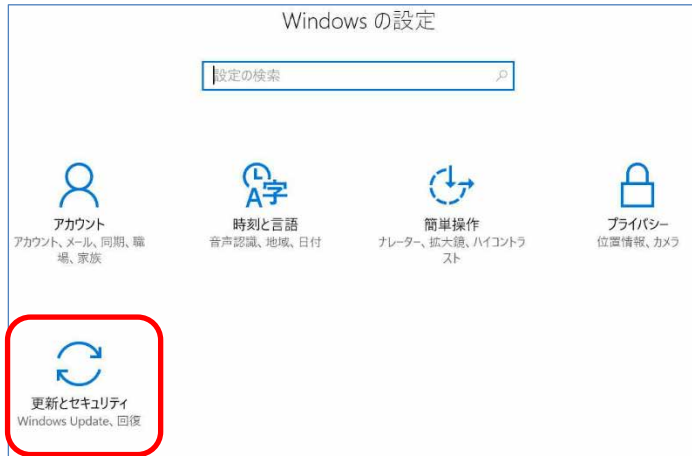 Windows の設定
設定の検索
アカウント
アカウント、メール、同期、職
場、家族
時刻と言語
音声認識、地域、日付
簡単操作
ナレーター、拡大鏡、ハイコントラ
スト
プライバシー
位置情報、カメラ
更新とセキュリティ
Windows Update、回復